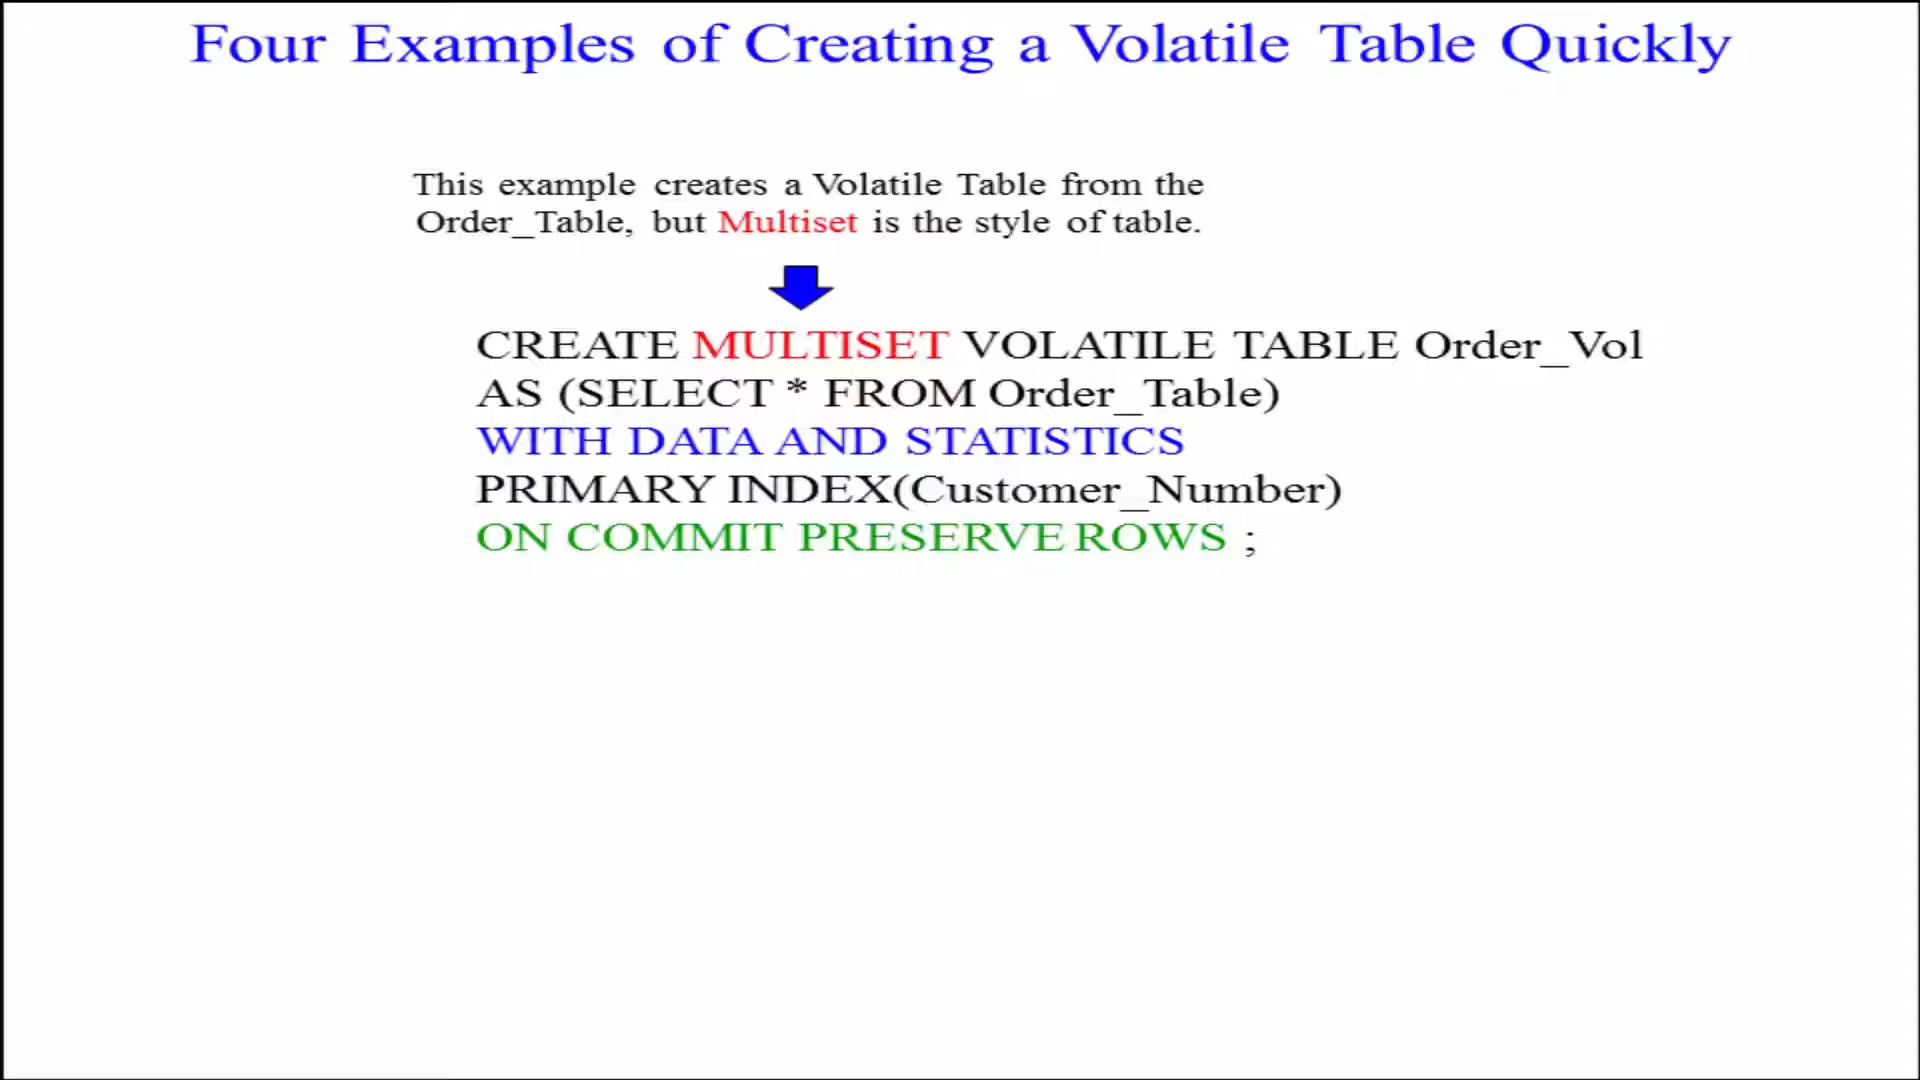 Four Examples of Creating a Volatile Table Quickly
This example creates a Volatile Table from the
Order_Table, but Multiset is the style of table.
CREATE MULTISET VOLATILE TABLE Order_Vol
AS (SELECT * FROM Order_Table)
WITH DATA AND STATISTICS
PRIMARY INDEX(Customer_Number)
ON COMMIT PRESERVE ROWS ;